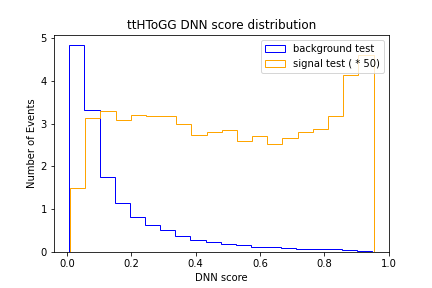 ttHToGG DNN score distribution
background test
signal test ( * 50)
Number of Events
5
4
3
2
1
0
0.0 0.2 0.4 0.6 0.8 1.0
DNN score